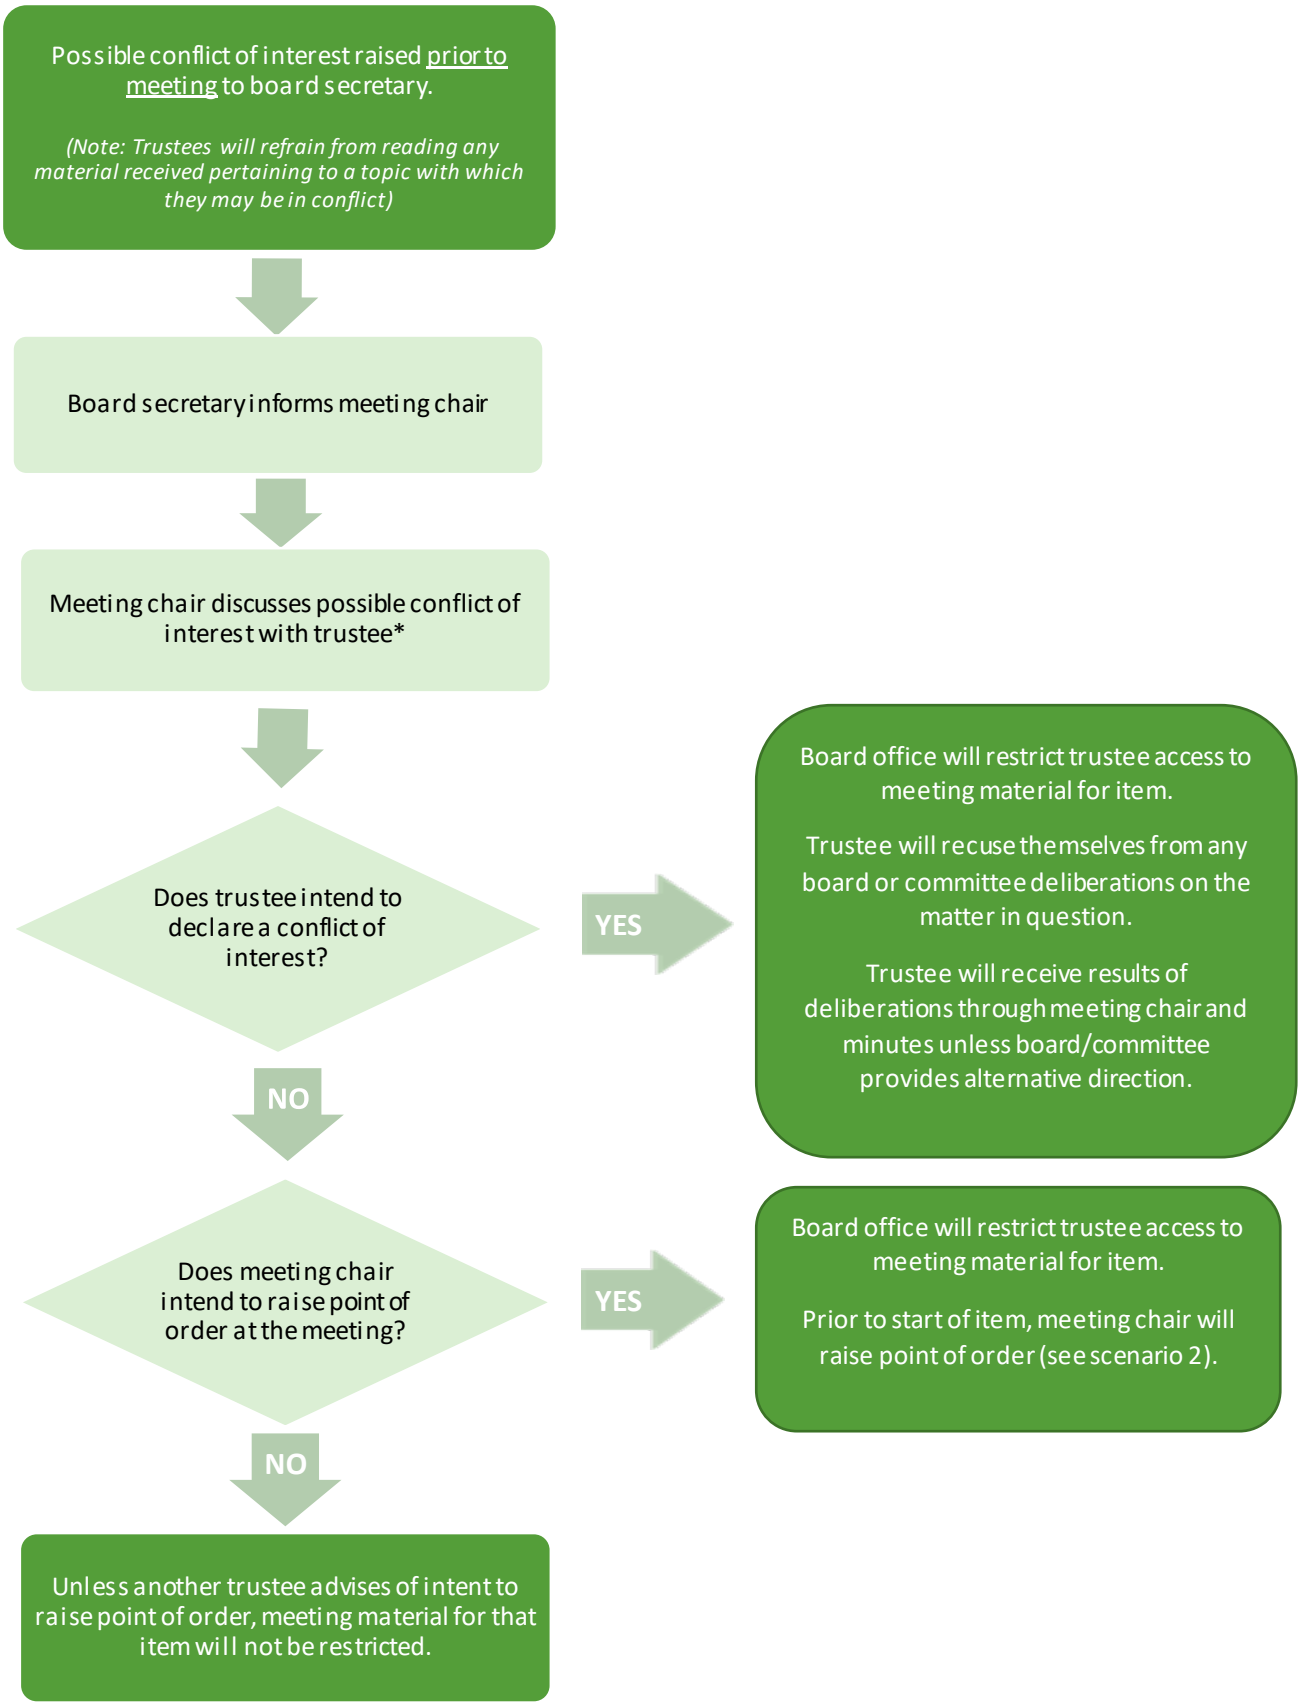 Possible conflict of interest raised prior to
meeting to board secretary.
(Note: Trustees will refrain from reading any
material received pertaining to a topic with which
they may be in conflict)
Board secretary informs meeting chair
Meeting chair discusses possible conflict of
interest with trustee*
Does trustee intend to
declare a conflict of
interest?
YES
Board office will restrict trustee access to
meeting material for item.
Trustee will recuse themselves from any
board or committee deliberations on the
matter in question.
Trustee will receive results of
deliberations through meeting chair and
minutes unless board/committee
provides alternative direction.
NO
Does meeting chair
intend to raise point of
order at the meeting?
YES
Board office will restrict trustee access to
meeting material for item.
Prior to start of item, meeting chair will
raise point of order (see scenario 2).
NO
Unless another trustee advises of intent to
raise point of order, meeting material for that
item will not be restricted.